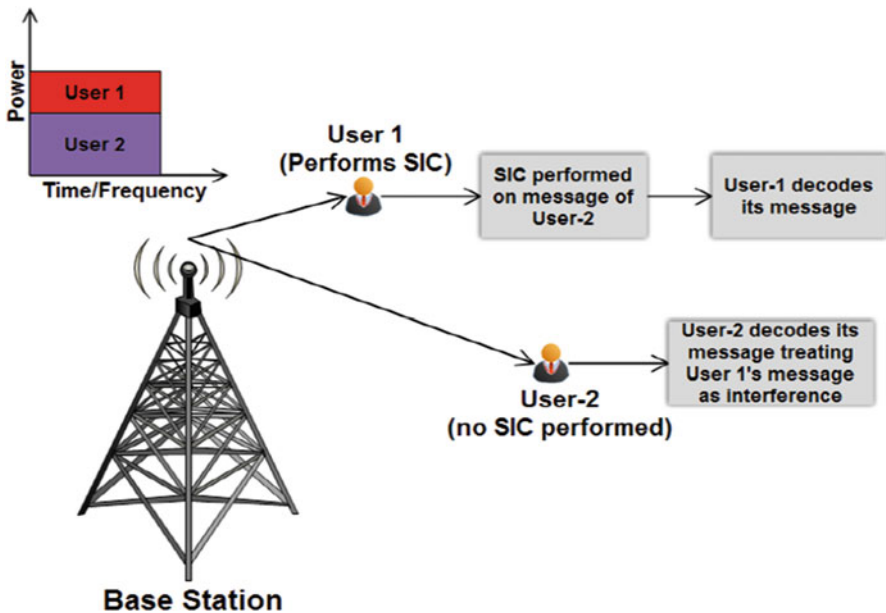 Power
User 1
User 2
Time/Frequency
User 1
(Performs SIC)
SIC performed
on message of
User-2
User-1 decodes
its message
User-2 decodes its
message treating
User 1's message
as interference
User-2
(no SIC performed)
Base Station